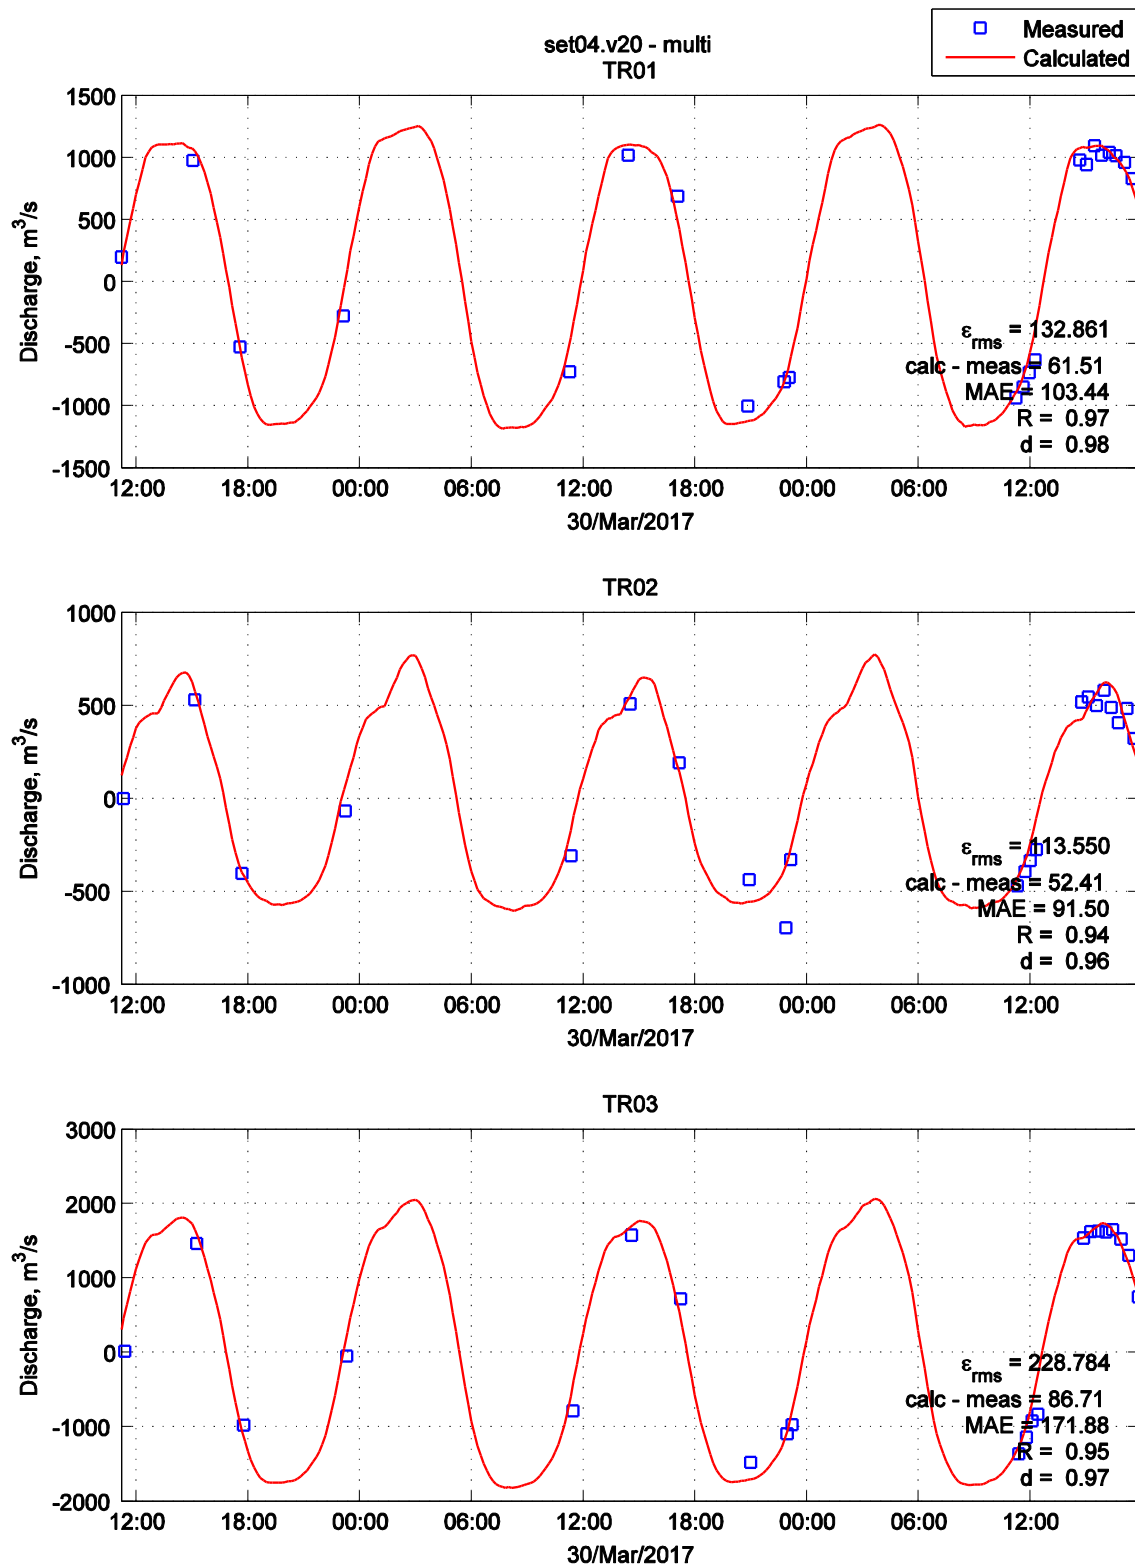 set04.v20 - multi
TR01
Measured
Calculated
1500
1000
500
0
-500
-1000
-1500
Discharge, m³/s
εrms = 132.861
calc - meas = 61.51
MAE = 103.44
R = 0.97
d = 0.98
12:00 18:00 00:00 06:00 12:00 18:00 00:00 06:00 12:00
30/Mar/2017
TR02
1000
500
0
-500
-1000
Discharge, m³/s
εrms = 113.550
calc - meas = 52.41
MAE = 91.50
R = 0.94
d = 0.96
12:00 18:00 00:00 06:00 12:00 18:00 00:00 06:00 12:00
30/Mar/2017
TR03
3000
2000
1000
0
-1000
-2000
Discharge, m³/s
εrms = 228.784
calc - meas = 86.71
MAE = 171.88
R = 0.95
d = 0.97
12:00 18:00 00:00 06:00 12:00 18:00 00:00 06:00 12:00
30/Mar/2017